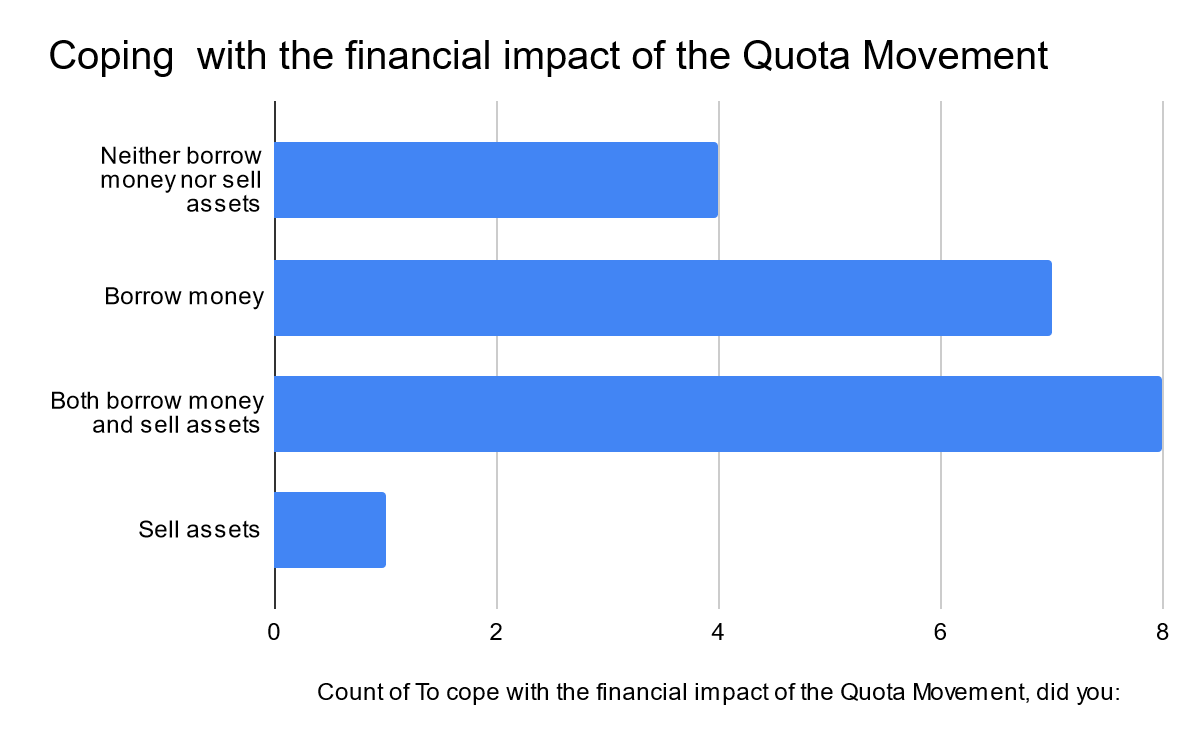 Coping  with the financial impact of the Quota Movement
Neither borrow
money nor sell
assets
Borrow money
Both borrow money
and sell assets
Sell assets
0
2
4
6
8
Count of To cope with the financial impact of the Quota Movement, did you: